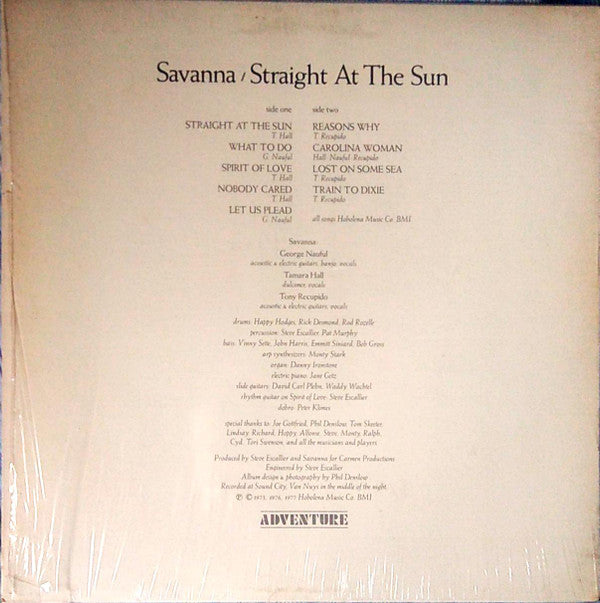 Savanna / Straight At The Sun
side one
STRAIGHT AT THE SUN
T. Hall
WHAT TO DO
G. Nauful
SPIRIT OF LOVE
T. Hall
NOBODY CARED
T. Hall
LET US PLEAD
G. Nauful
side two
REASONS WHY
T. Recupido
CAROLINA WOMAN
Hall Nauful Recupido
LOST ON SOME SEA
T. Recupido
TRAIN TO DIXIE
T. Recupido
all songs Hobolena Music Co. BMI
Savanna:
George Nauful
acoustic & electric guitars, banjo, vocals
Tamara Hall
dulcimer, vocals
Tony Recupido
acoustic & electric guitars, vocals
drums: Happy Hodges, Rick Desmond, Rod Rozelle
percussion: Steve Escallier, Pat Murphy
bass: Vinny Sette, John Harris, Emmitt Siniard, Bob Gross
arp synthesizers: Monty Stark
organ: Danny Ironstone
electric piano: Jane Getz
slide guitars: David Carl Plehn, Waddy Wachtel
rhythm guitar on Spirit of Love: Steve Escallier
dobro: Peter Klimes
special thanks to: Joe Gottfried, Phil Denslow, Tom Skeeter,
Lindsay, Richard, Happy, Allome, Steve, Monty, Ralph,
Cyd, Tori Swenson, and all the musicians and players
Produced by Steve Escallier and Savanna for Carmen Productions
Engineered by Steve Escallier
Album design & photography by Phil Denslow
Recorded at Sound City, Van Nuys in the middle of the night.
℗ © 1975, 1976, 1977 Hobolena Music Co. BMI
ADVENTURE